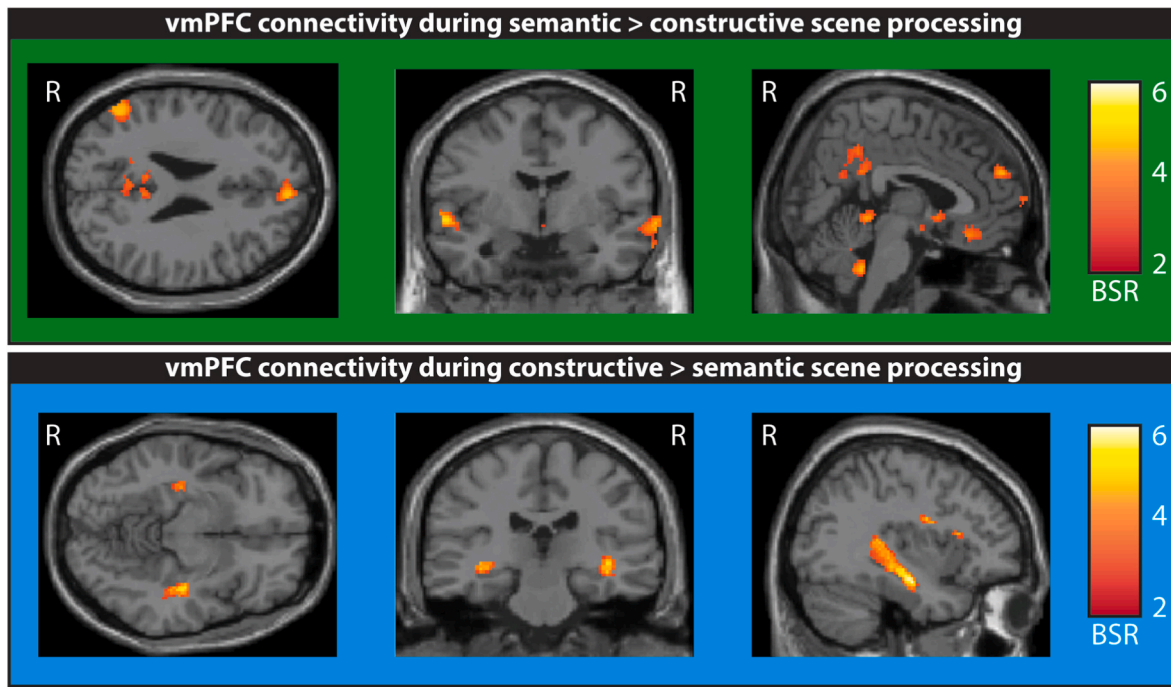 vmPFC connectivity during semantic > constructive scene processing
R
R
R
6
4
2
BSR
vmPFC connectivity during constructive > semantic scene processing
R
R
R
6
4
2
BSR